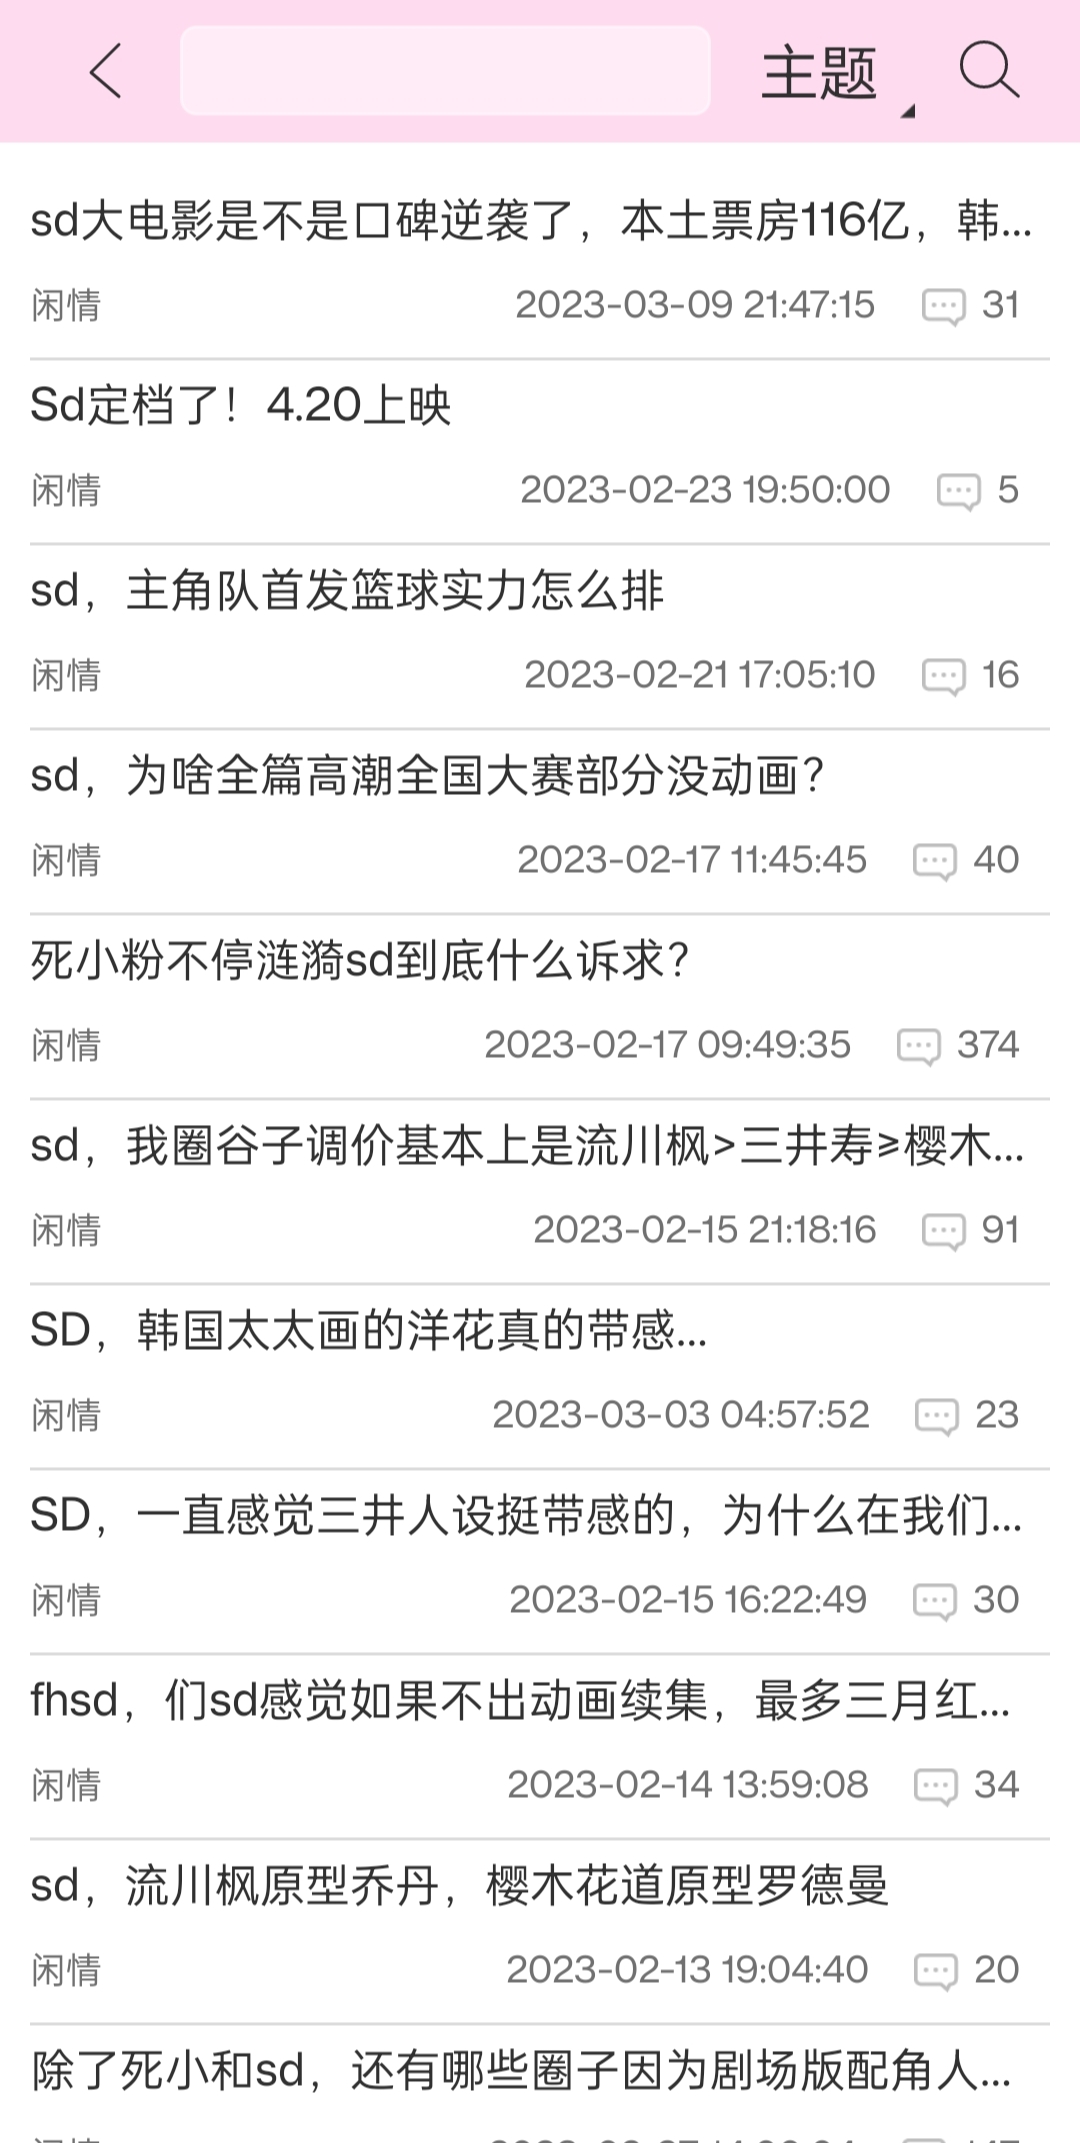 主题
sd大电影是不是口碑逆袭了，本土票房116亿，韩...
闲情 2023-03-09 21:47:15 31
Sd定档了！4.20上映
闲情 2023-02-23 19:50:00 5
sd，主角队首发篮球实力怎么排
闲情 2023-02-21 17:05:10 16
sd，为啥全篇高潮全国大赛部分没动画？
闲情 2023-02-17 11:45:45 40
死小粉不停涟漪sd到底什么诉求？
闲情 2023-02-17 09:49:35 374
sd，我圈谷子调价基本上是流川枫>三井寿≥樱木...
闲情 2023-02-15 21:18:16 91
SD，韩国太太画的洋花真的带感...
闲情 2023-03-03 04:57:52 23
SD，一直感觉三井人设挺带感的，为什么在我们...
闲情 2023-02-15 16:22:49 30
fhsd，们sd感觉如果不出动画续集，最多三月红...
闲情 2023-02-14 13:59:08 34
sd，流川枫原型乔丹，樱木花道原型罗德曼
闲情 2023-02-13 19:04:40 20
除了死小和sd，还有哪些圈子因为剧场版配角人...